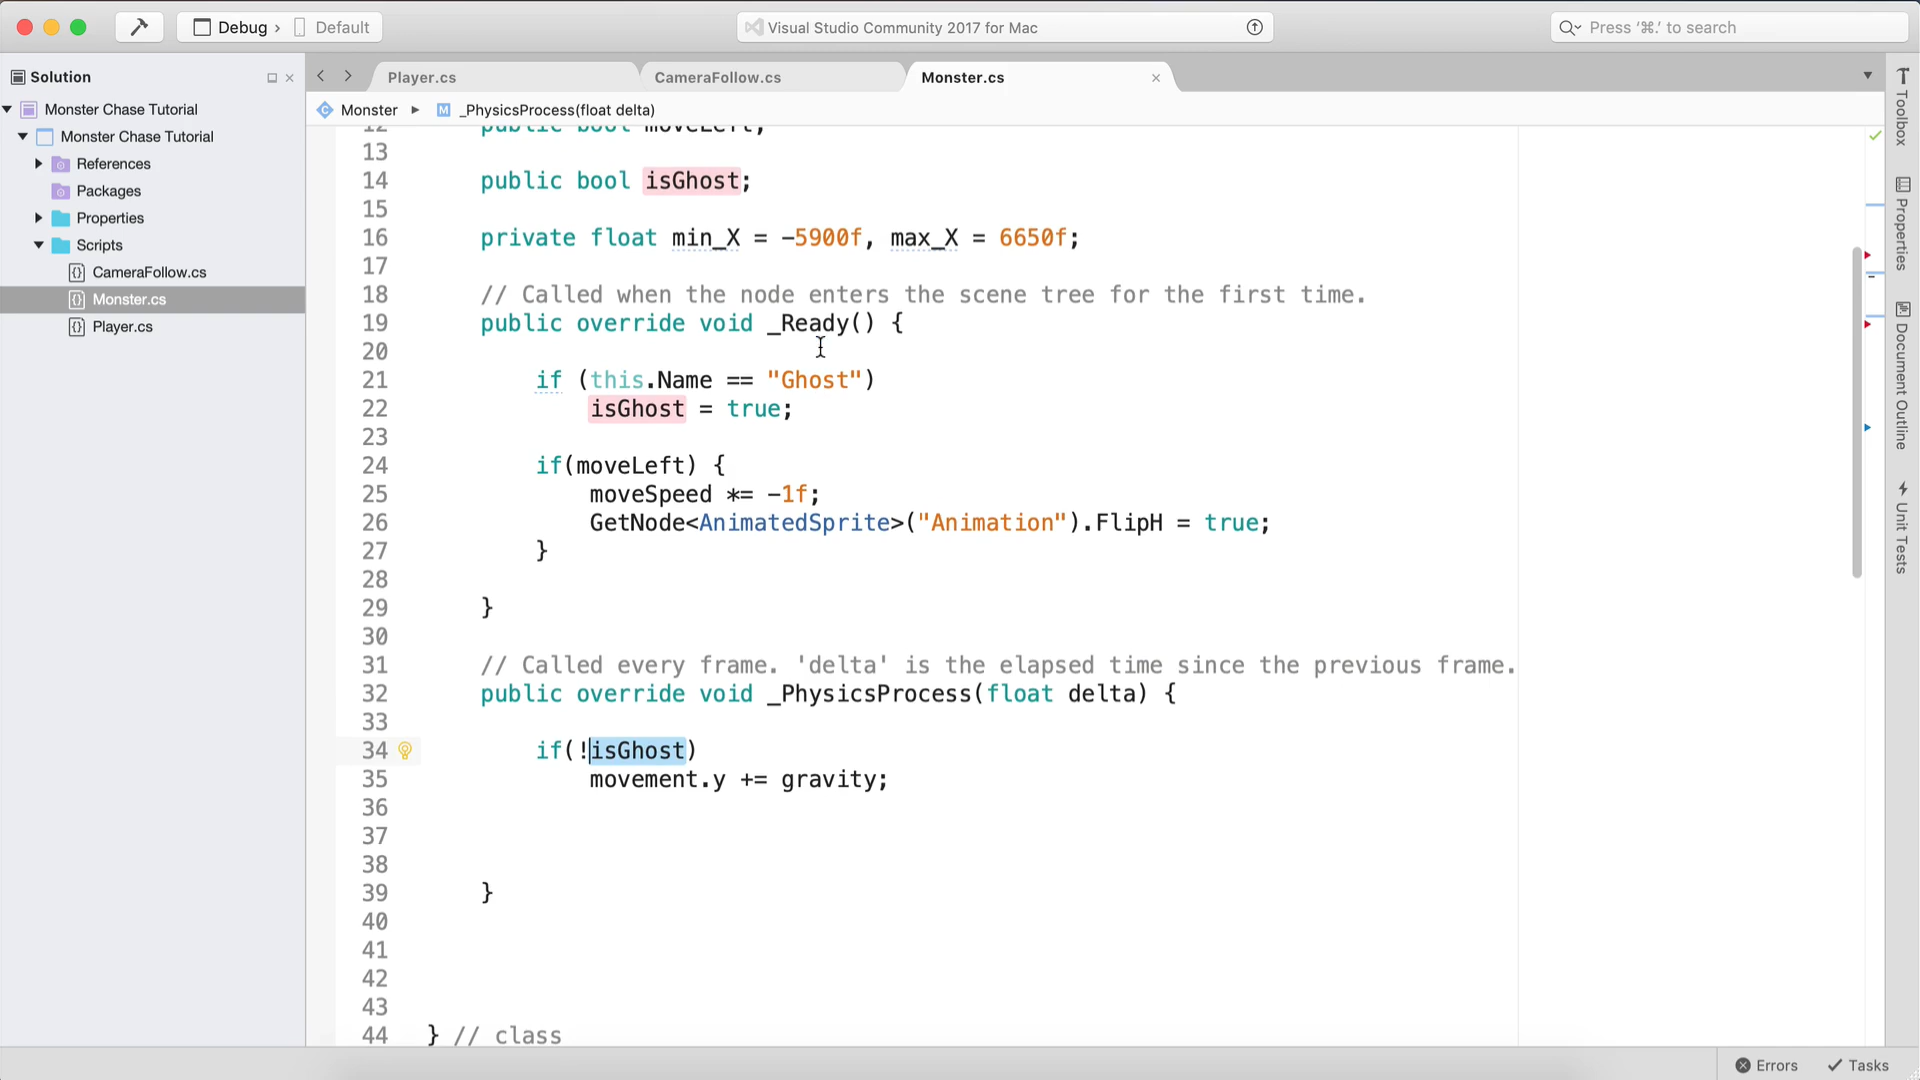 Debug › Default
Visual Studio Community 2017 for Mac
Press ‘⌘.’ to search
Solution
Player.cs
CameraFollow.cs
Monster.cs
Monster ▸ _PhysicsProcess(float delta)
Monster Chase Tutorial
Monster Chase Tutorial
References
Packages
Properties
Scripts
CameraFollow.cs
Monster.cs
Player.cs
12 public bool moveLeft;
13
14 public bool isGhost;
15
16 private float min_X = -5900f, max_X = 6650f;
17
18 // Called when the node enters the scene tree for the first time.
19 public override void _Ready() {
20
21 if (this.Name == "Ghost")
22 isGhost = true;
23
24 if(moveLeft) {
25 moveSpeed *= -1f;
26 GetNode<AnimatedSprite>("Animation").FlipH = true;
27 }
28
29 }
30
31 // Called every frame. 'delta' is the elapsed time since the previous frame.
32 public override void _PhysicsProcess(float delta) {
33
34 if(!isGhost)
35 movement.y += gravity;
36
37
38
39 }
40
41
42
43
44 } // class
Toolbox
Properties
Document Outline
Unit Tests
Errors
Tasks